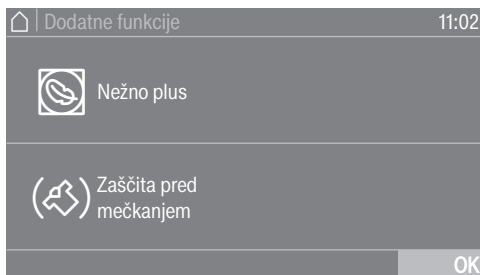 Dodatne funkcije 11:02
Nežno plus
Zaščita pred
mečkanjem
OK